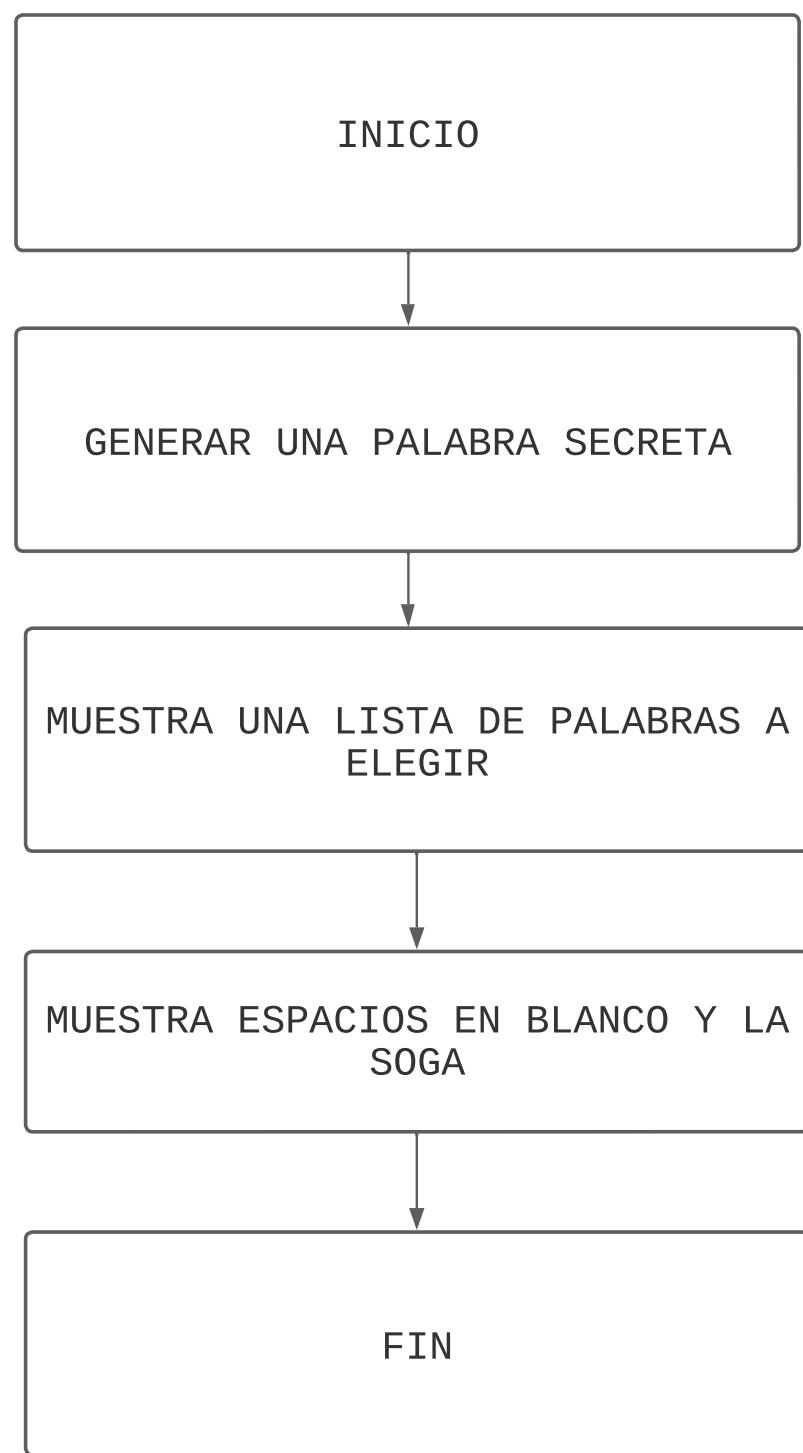 INICIO
GENERAR UNA PALABRA SECRETA
MUESTRA UNA LISTA DE PALABRAS A
ELEGIR
MUESTRA ESPACIOS EN BLANCO Y LA
SOGA
FIN